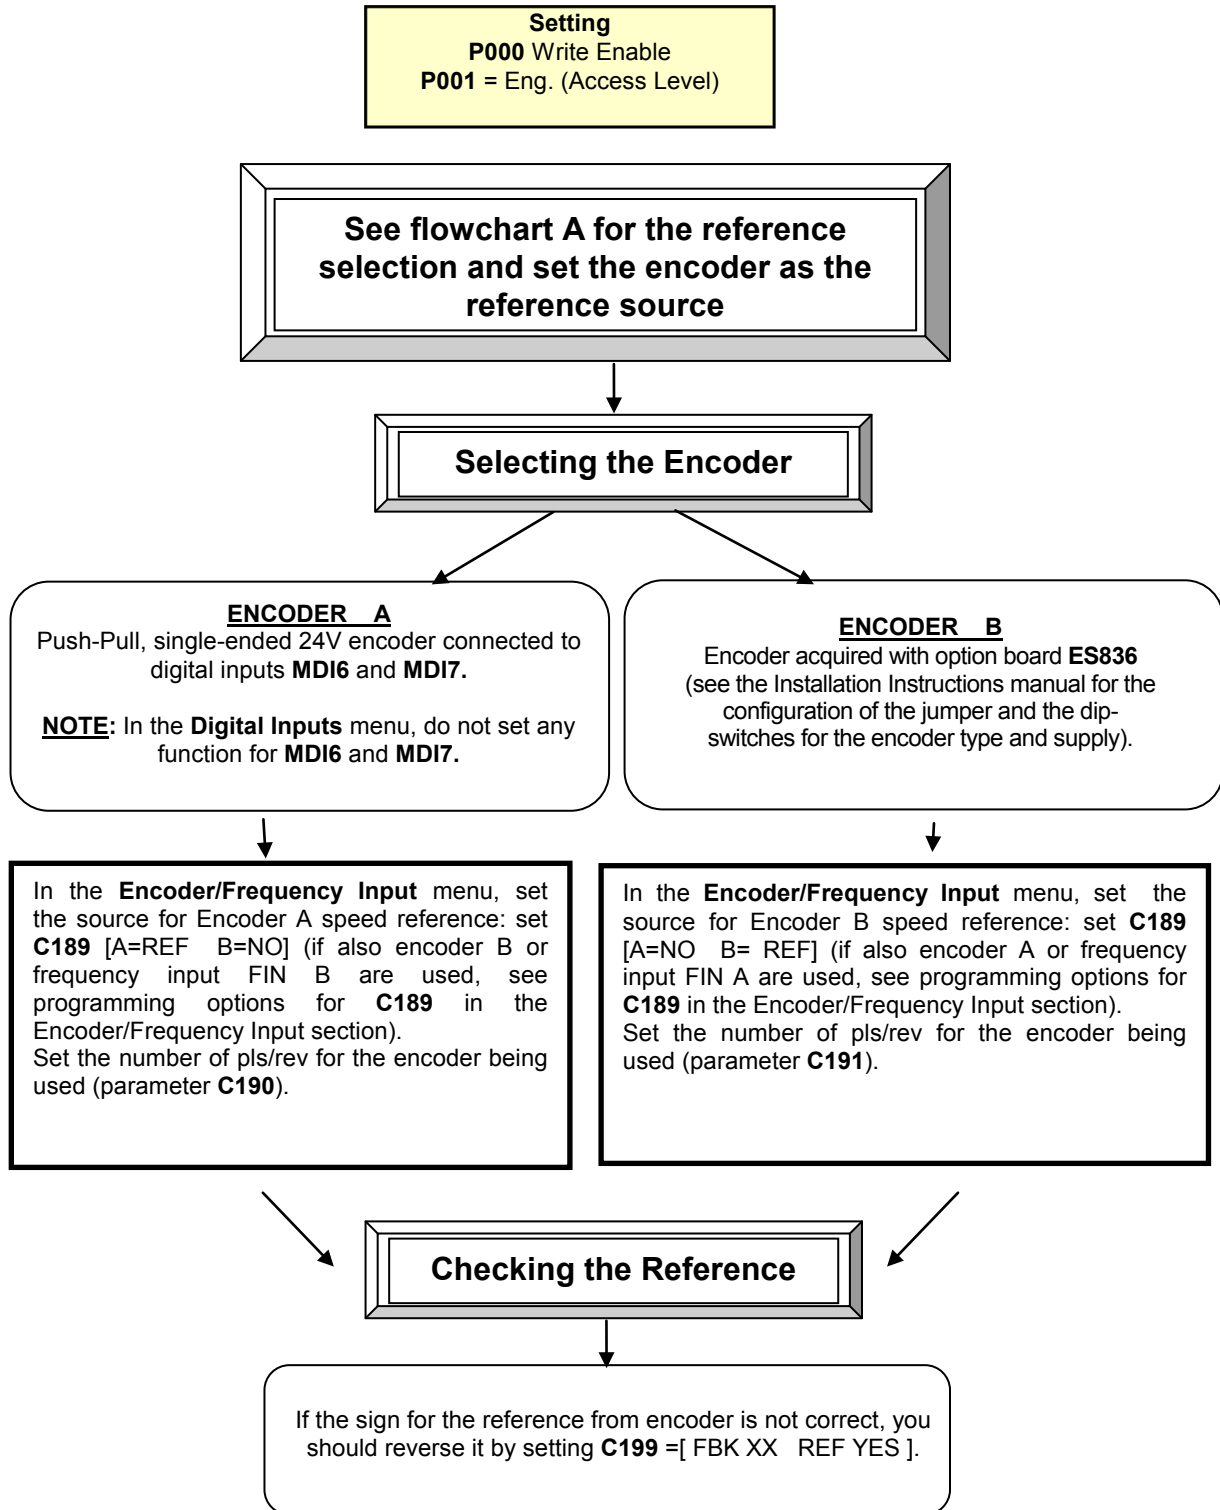 Setting
P000 Write Enable
P001 = Eng. (Access Level)
See flowchart A for the reference
selection and set the encoder as the
reference source
Selecting the Encoder
ENCODER A
Push-Pull, single-ended 24V encoder connected to
digital inputs MDI6 and MDI7.
NOTE: In the Digital Inputs menu, do not set any
function for MDI6 and MDI7.
ENCODER B
Encoder acquired with option board ES836
(see the Installation Instructions manual for the
configuration of the jumper and the dip-
switches for the encoder type and supply).
In the Encoder/Frequency Input menu, set
the source for Encoder A speed reference: set
C189 [A=REF B=NO] (if also encoder B or
frequency input FIN B are used, see
programming options for C189 in the
Encoder/Frequency Input section).
Set the number of pls/rev for the encoder being
used (parameter C190).
In the Encoder/Frequency Input menu, set the
source for Encoder B speed reference: set C189
[A=NO B= REF] (if also encoder A or frequency
input FIN A are used, see programming options for
C189 in the Encoder/Frequency Input section).
Set the number of pls/rev for the encoder being
used (parameter C191).
Checking the Reference
If the sign for the reference from encoder is not correct, you
should reverse it by setting C199 =[ FBK XX REF YES ].